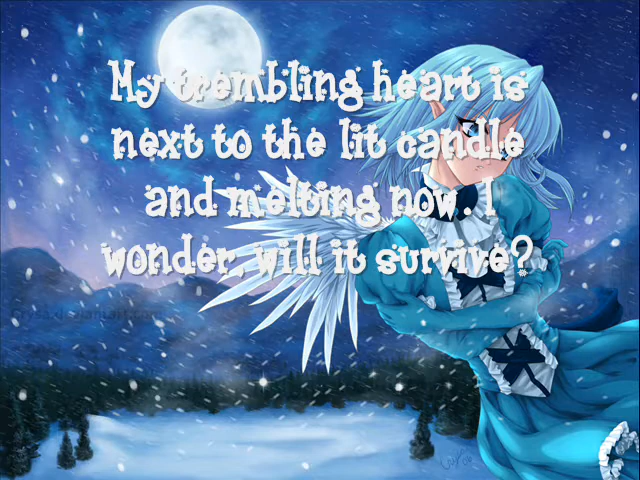 My trembling heart is
next to the lit candle
and melting now. I
wonder, will it survive?